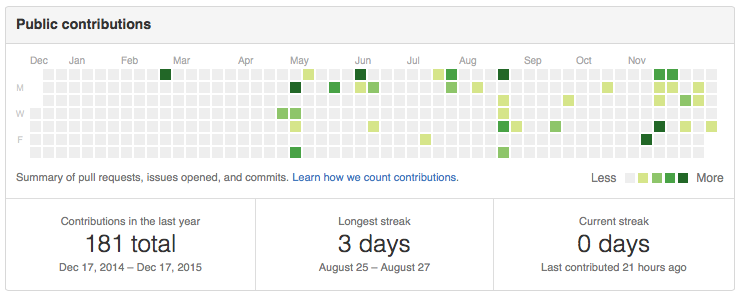 Public contributions
Dec Jan Feb Mar Apr May Jun Jul Aug Sep Oct Nov
M
W
F
Summary of pull requests, issues opened, and commits. Learn how we count contributions.
Less More
Contributions in the last year
181 total
Dec 17, 2014 – Dec 17, 2015
Longest streak
3 days
August 25 – August 27
Current streak
0 days
Last contributed 21 hours ago